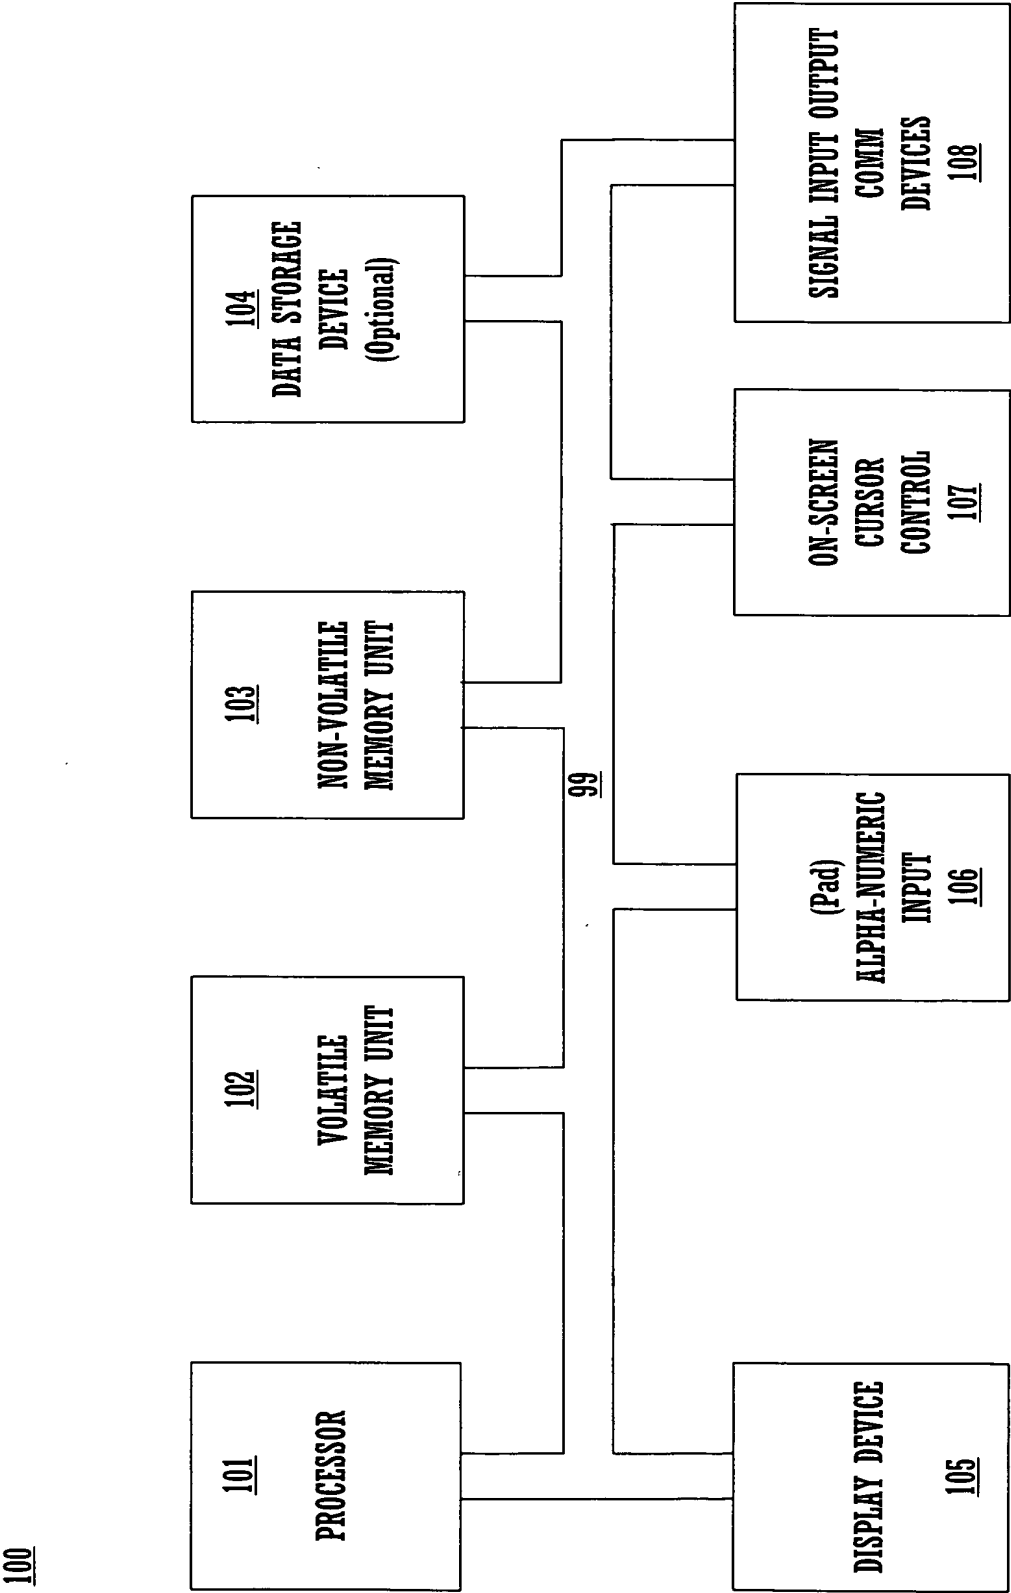 100
101
PROCESSOR
102
VOLATILE
MEMORY UNIT
103
NON-VOLATILE
MEMORY UNIT
104
DATA STORAGE
DEVICE
(Optional)
99
DISPLAY DEVICE
105
(Pad)
ALPHA-NUMERIC
INPUT
106
ON-SCREEN
CURSOR
CONTROL
107
SIGNAL INPUT OUTPUT
COMM
DEVICES
108